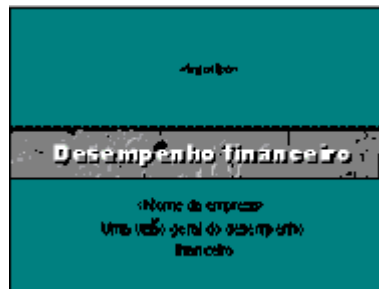 Desempenho financeiro
<Nome da empresa>
Uma visão geral do desempenho
financeiro